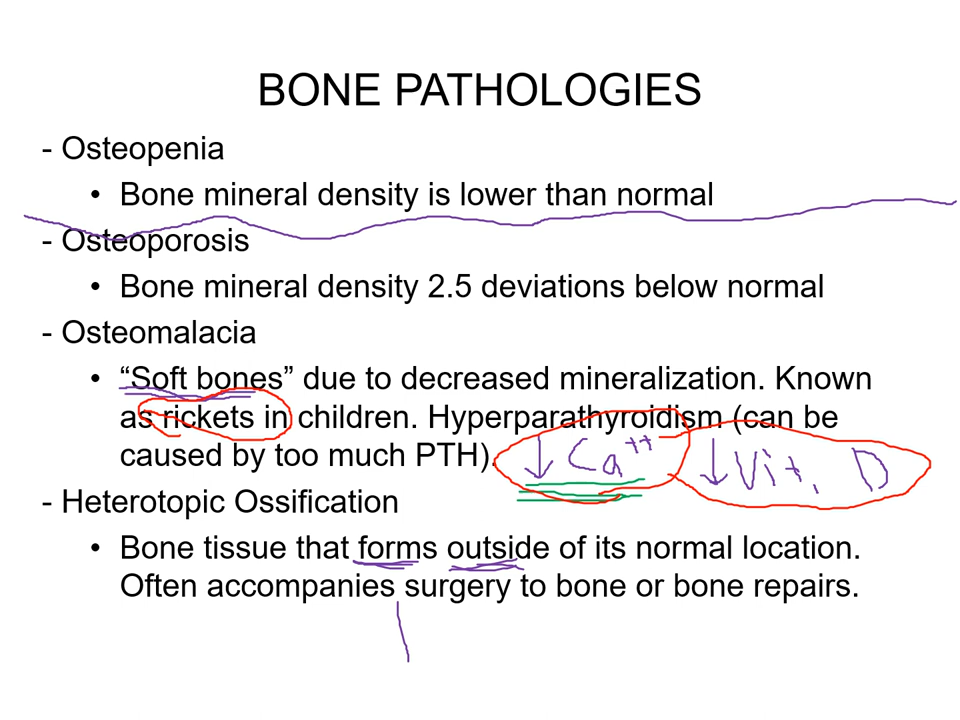 BONE PATHOLOGIES
- Osteopenia
• Bone mineral density is lower than normal
- Osteoporosis
• Bone mineral density 2.5 deviations below normal
- Osteomalacia
• “Soft bones” due to decreased mineralization. Known
as rickets in children. Hyperparathyroidism (can be
caused by too much PTH).
↓ Ca++ ↓ Vit. D
- Heterotopic Ossification
• Bone tissue that forms outside of its normal location.
Often accompanies surgery to bone or bone repairs.